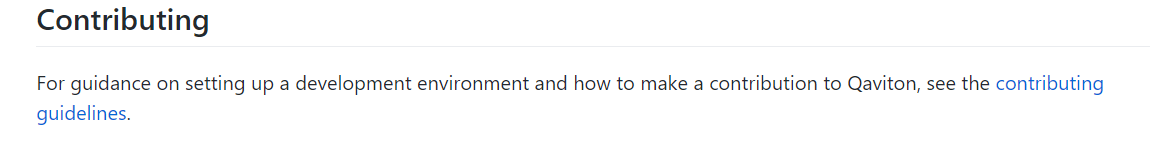 Contributing
For guidance on setting up a development environment and how to make a contribution to Qaviton, see the contributing
guidelines.